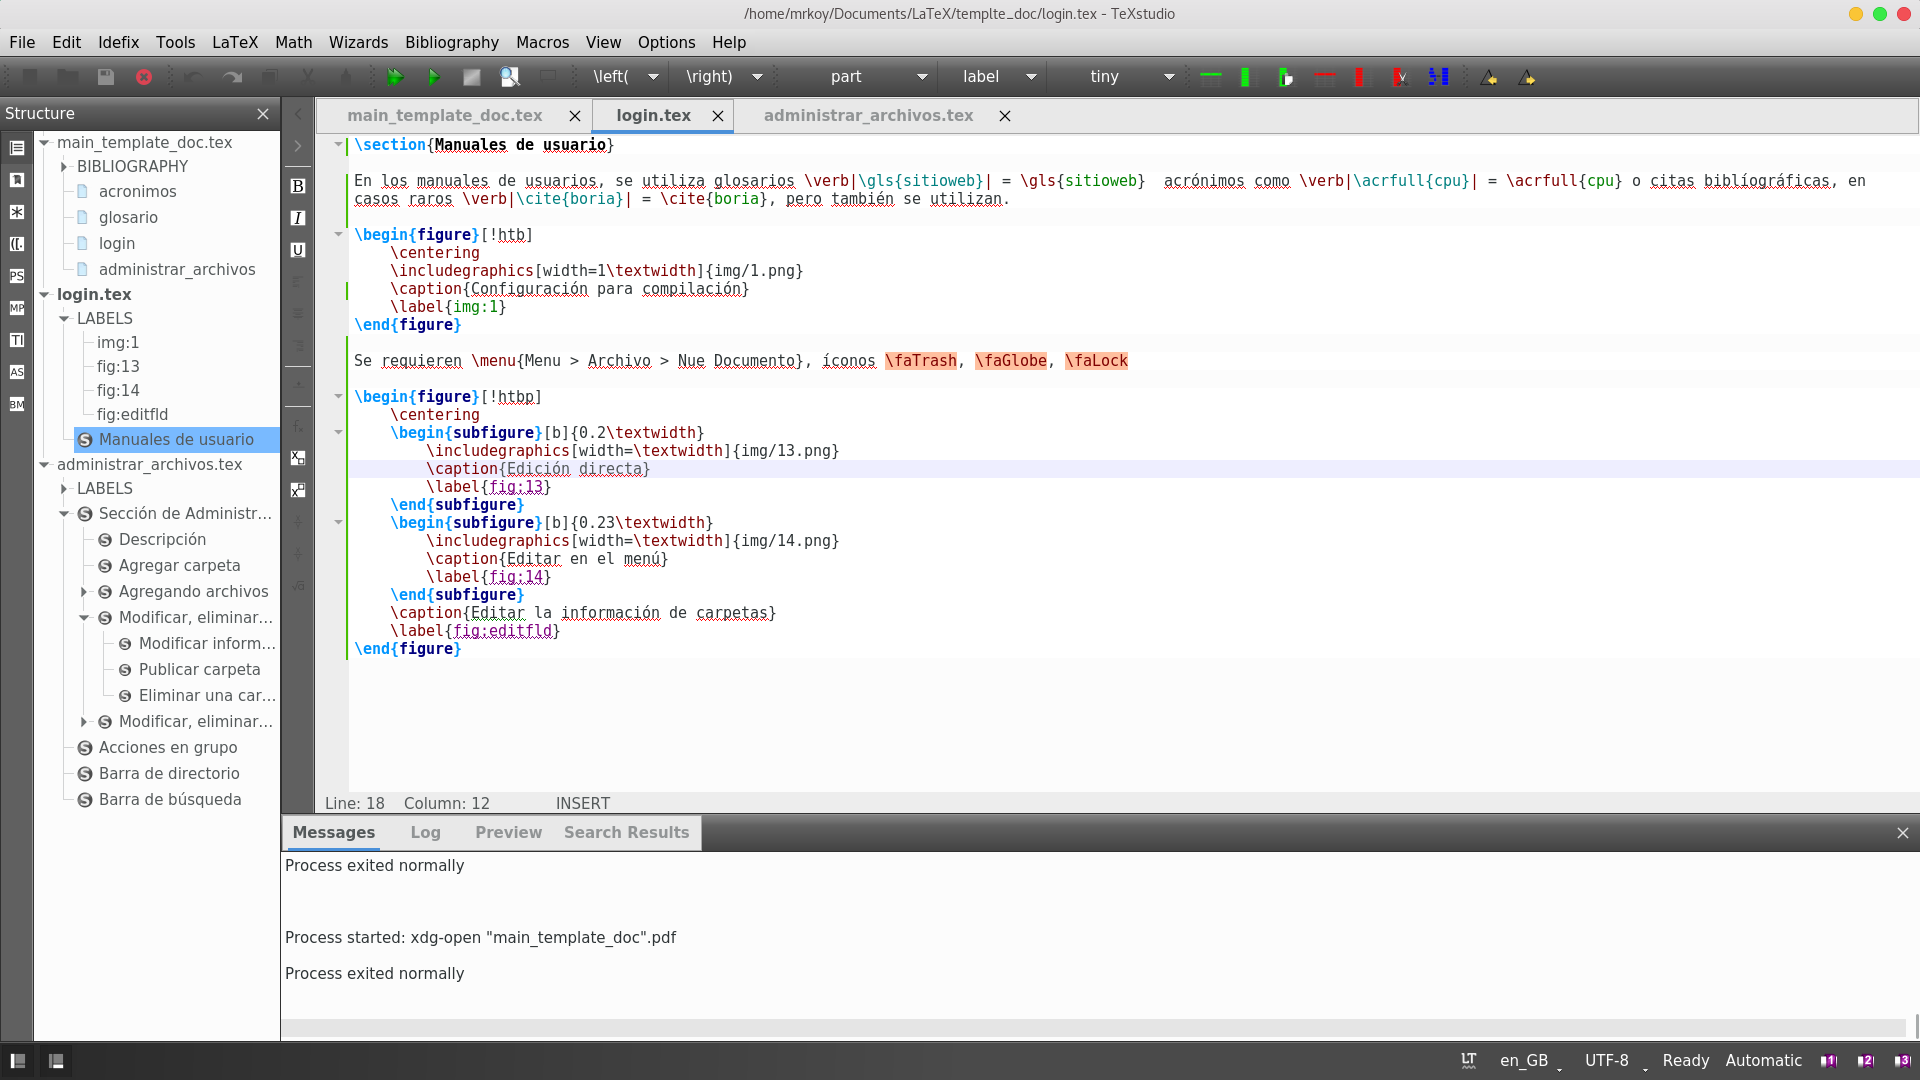 /home/mrkoy/Documents/LaTeX/templte_doc/login.tex - TeXstudio
File Edit Idefix Tools LaTeX Math Wizards Bibliography Macros View Options Help
\left( \right) part label tiny
Structure
main_template_doc.tex
BIBLIOGRAPHY
acronimos
glosario
login
administrar_archivos
login.tex
LABELS
img:1
fig:13
fig:14
fig:editfld
Manuales de usuario
administrar_archivos.tex
LABELS
Sección de Administr...
Descripción
Agregar carpeta
Agregando archivos
Modificar, eliminar...
Modificar inform...
Publicar carpeta
Eliminar una car...
Modificar, eliminar...
Acciones en grupo
Barra de directorio
Barra de búsqueda
PS
MP
TI
AS
BM
B
I
U
main_template_doc.tex login.tex administrar_archivos.tex
\section{Manuales de usuario}
En los manuales de usuarios, se utiliza glosarios \verb|\gls{sitioweb}| = \gls{sitioweb}  acrónimos como \verb|\acrfull{cpu}| = \acrfull{cpu} o citas biblíográficas, en
casos raros \verb|\cite{boria}| = \cite{boria}, pero también se utilizan.
\begin{figure}[!htb]
\centering
\includegraphics[width=1\textwidth]{img/1.png}
\caption{Configuración para compilación}
\label{img:1}
\end{figure}
Se requieren \menu{Menu > Archivo > Nue Documento}, íconos \faTrash, \faGlobe, \faLock
\begin{figure}[!htbp]
\centering
\begin{subfigure}[b]{0.2\textwidth}
\includegraphics[width=\textwidth]{img/13.png}
\caption{Edición directa}
\label{fig:13}
\end{subfigure}
\begin{subfigure}[b]{0.23\textwidth}
\includegraphics[width=\textwidth]{img/14.png}
\caption{Editar en el menú}
\label{fig:14}
\end{subfigure}
\caption{Editar la información de carpetas}
\label{fig:editfld}
\end{figure}
Line: 18 Column: 12 INSERT
Messages Log Preview Search Results
Process exited normally
Process started: xdg-open "main_template_doc".pdf
Process exited normally
LT en_GB UTF-8 Ready Automatic 1 2 3